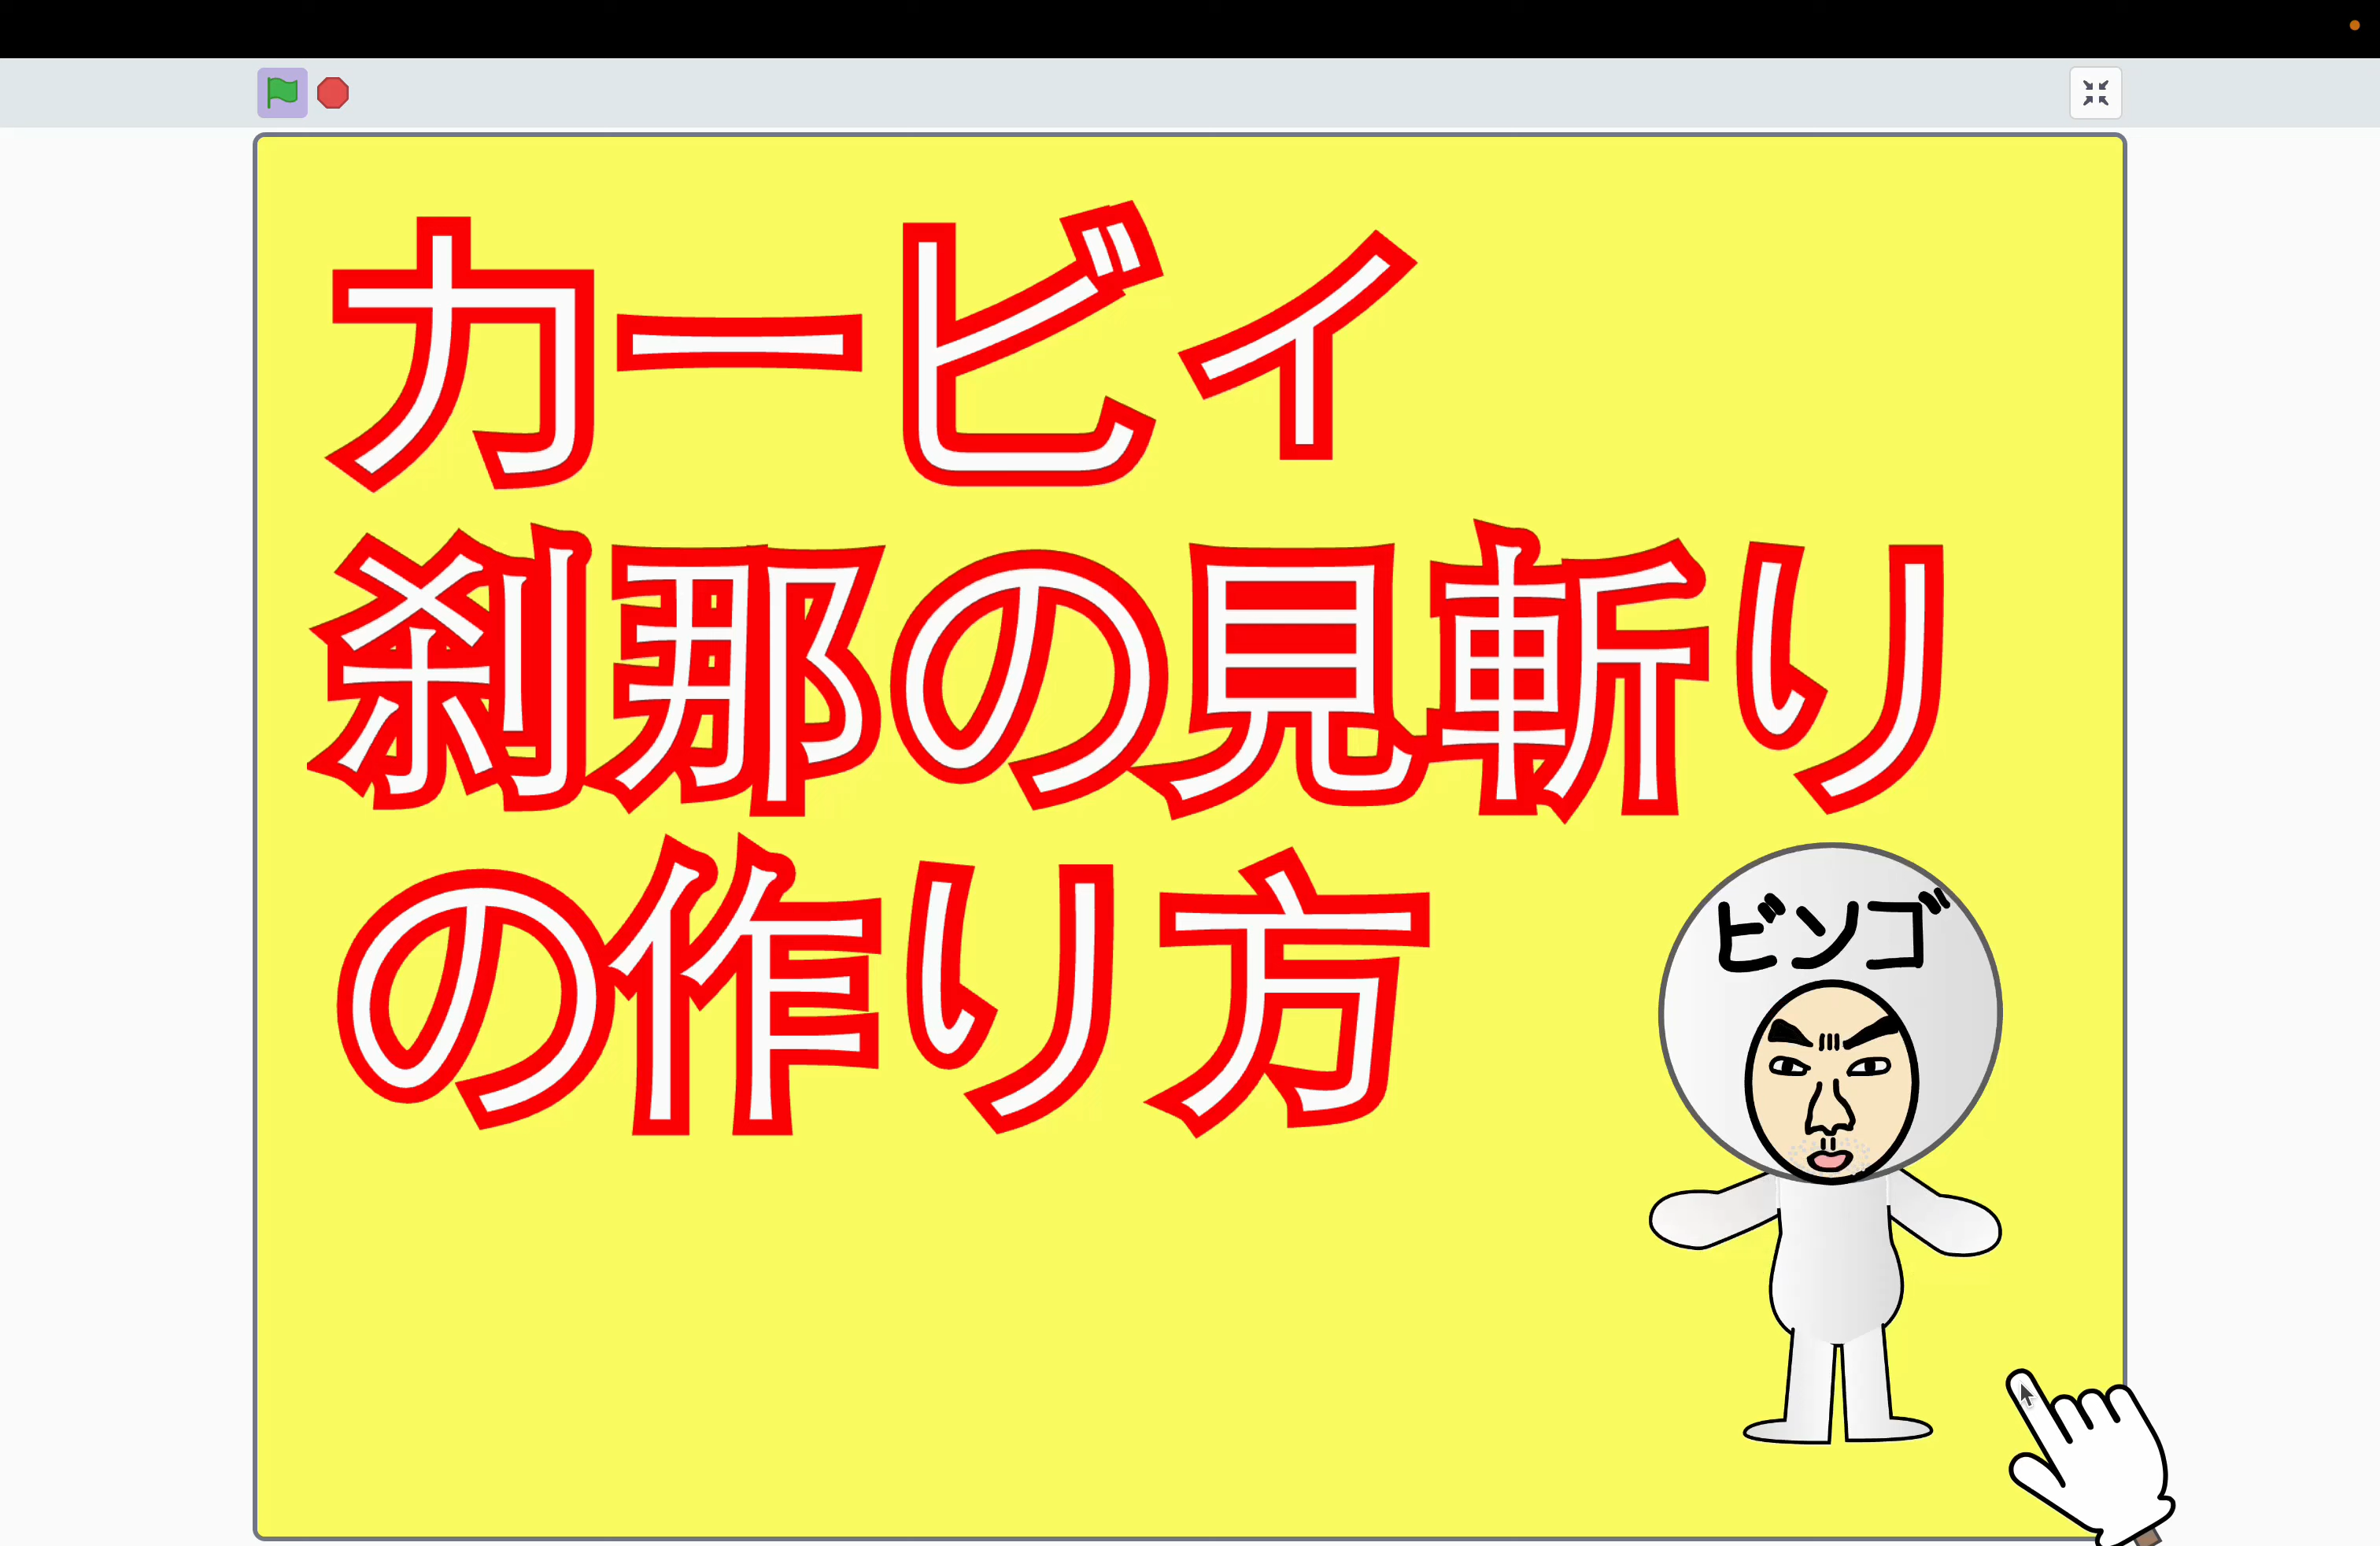 カービィ
刹那の見斬り
の作り方
ビンゴ